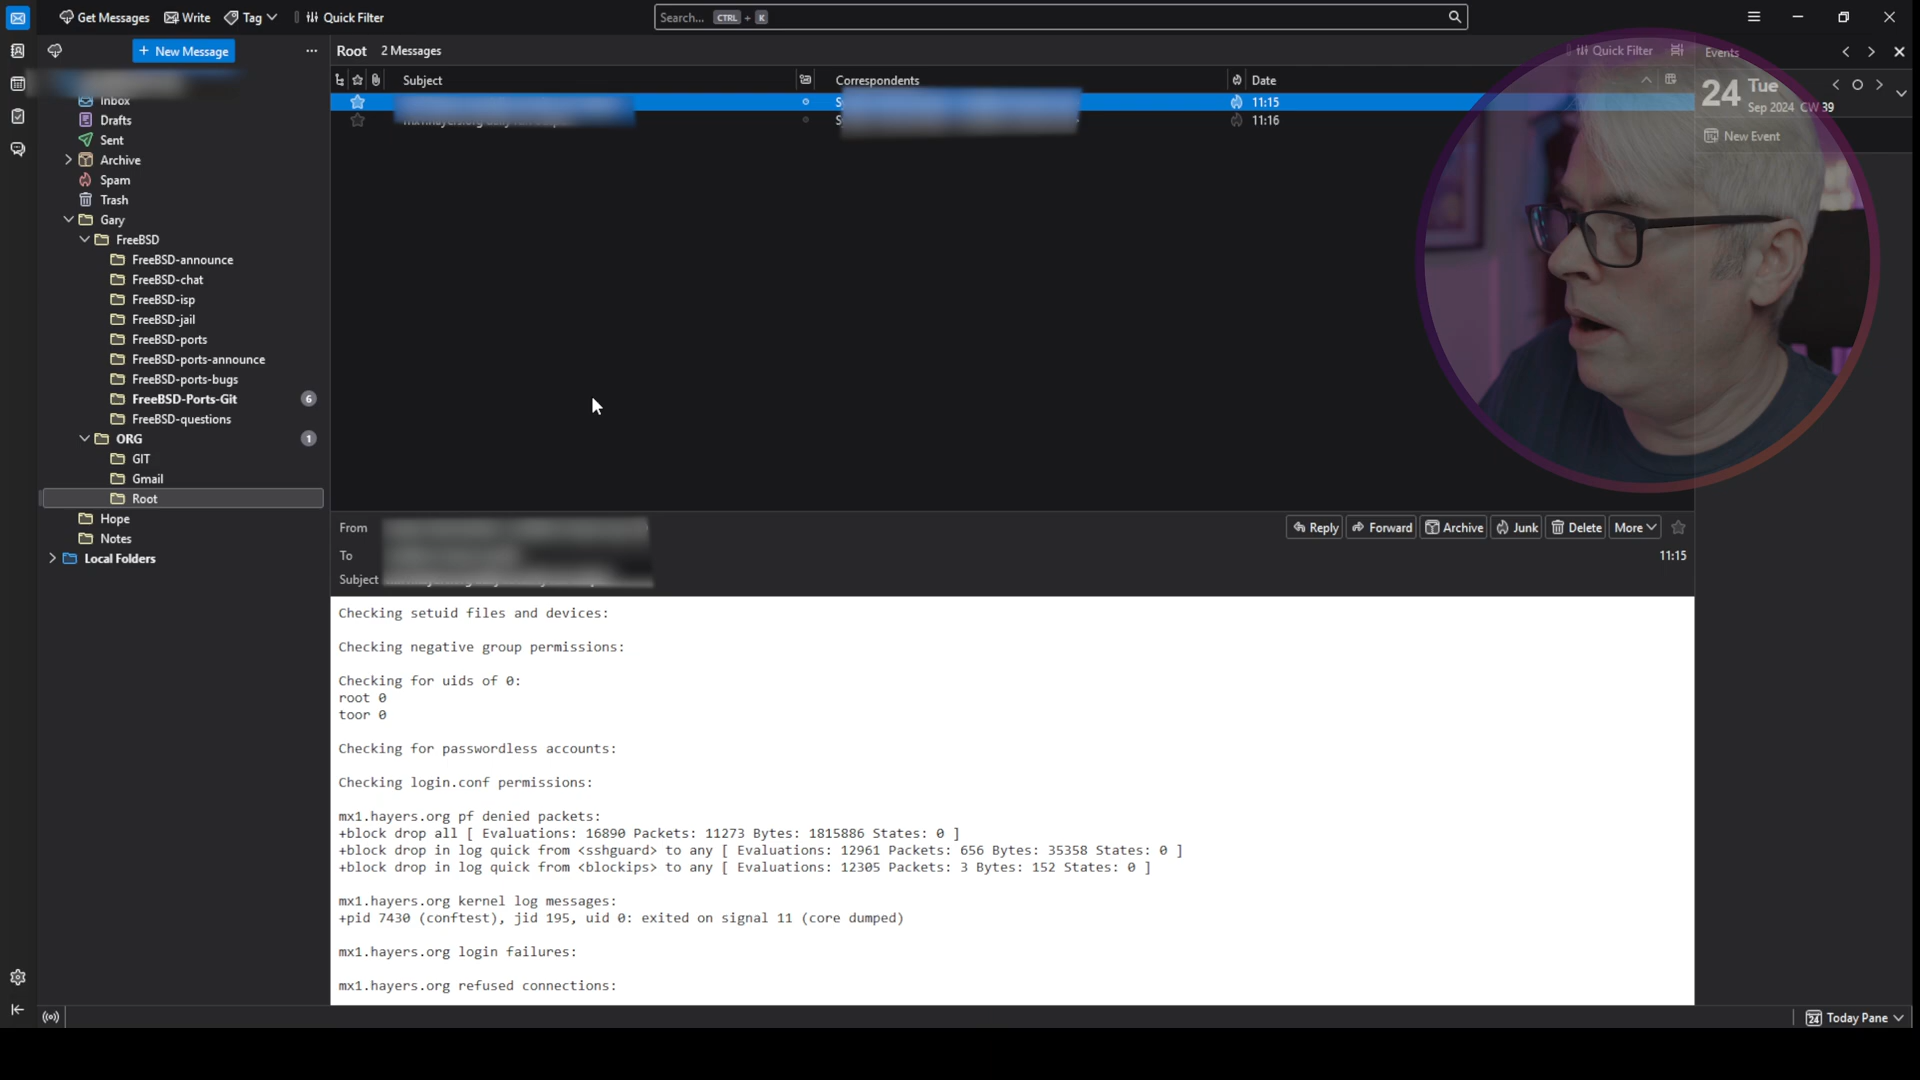 Get Messages Write Tag Quick Filter Search... CTRL + K
New Message
Root 2 Messages Quick Filter Events
Subject Correspondents Date
11:15
11:16
24 Tue
Sep 2024 CW 39
New Event
Inbox
Drafts
Sent
Archive
Spam
Trash
Gary
FreeBSD
FreeBSD-announce
FreeBSD-chat
FreeBSD-isp
FreeBSD-jail
FreeBSD-ports
FreeBSD-ports-announce
FreeBSD-ports-bugs
FreeBSD-Ports-Git 6
FreeBSD-questions
ORG 1
GIT
Gmail
Root
Hope
Notes
Local Folders
From Reply Forward Archive Junk Delete More
To 11:15
Subject
Checking setuid files and devices:
Checking negative group permissions:
Checking for uids of 0:
root 0
toor 0
Checking for passwordless accounts:
Checking login.conf permissions:
mx1.hayers.org pf denied packets:
+block drop all [ Evaluations: 16890 Packets: 11273 Bytes: 1815886 States: 0 ]
+block drop in log quick from <sshguard> to any [ Evaluations: 12961 Packets: 656 Bytes: 35358 States: 0 ]
+block drop in log quick from <blockips> to any [ Evaluations: 12305 Packets: 3 Bytes: 152 States: 0 ]
mx1.hayers.org kernel log messages:
+pid 7430 (conftest), jid 195, uid 0: exited on signal 11 (core dumped)
mx1.hayers.org login failures:
mx1.hayers.org refused connections:
24 Today Pane